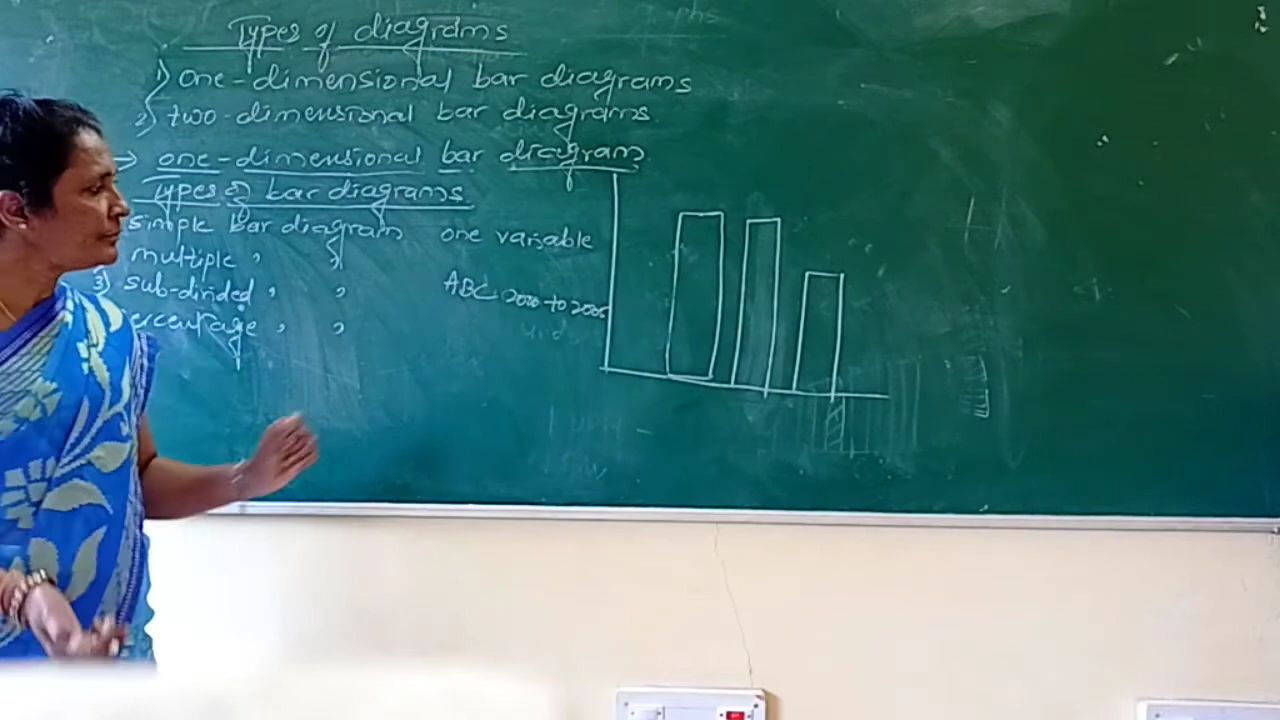 Types of diagrams
1) one-dimensional bar diagrams
2) two-dimensional bar diagrams
→ one-dimensional bar diagram
Types of bar diagrams
simple bar diagram one variable
multiple " "
3) sub-divided " " ABC 2000 to 2005
ercentage " "